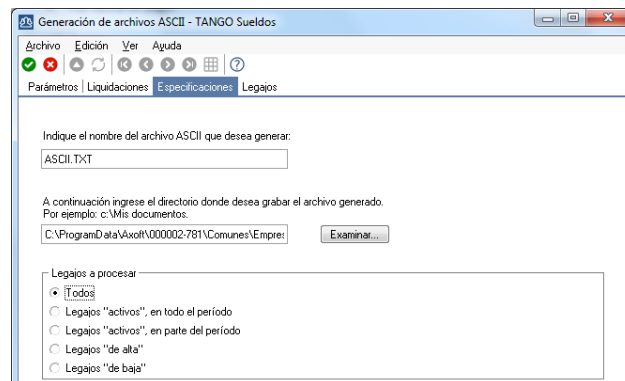 Generación de archivos ASCII - TANGO Sueldos
Archivo Edición Ver Ayuda
Parámetros Liquidaciones Especificaciones Legajos
Indique el nombre del archivo ASCII que desea generar:
ASCII.TXT
A continuación ingrese el directorio donde desea grabar el archivo generado.
Por ejemplo: c:\Mis documentos.
C:\ProgramData\Axoft\000002-781\Comunes\Empres Examinar...
Legajos a procesar
Todos
Legajos "activos", en todo el período
Legajos "activos", en parte del período
Legajos "de alta"
Legajos "de baja"